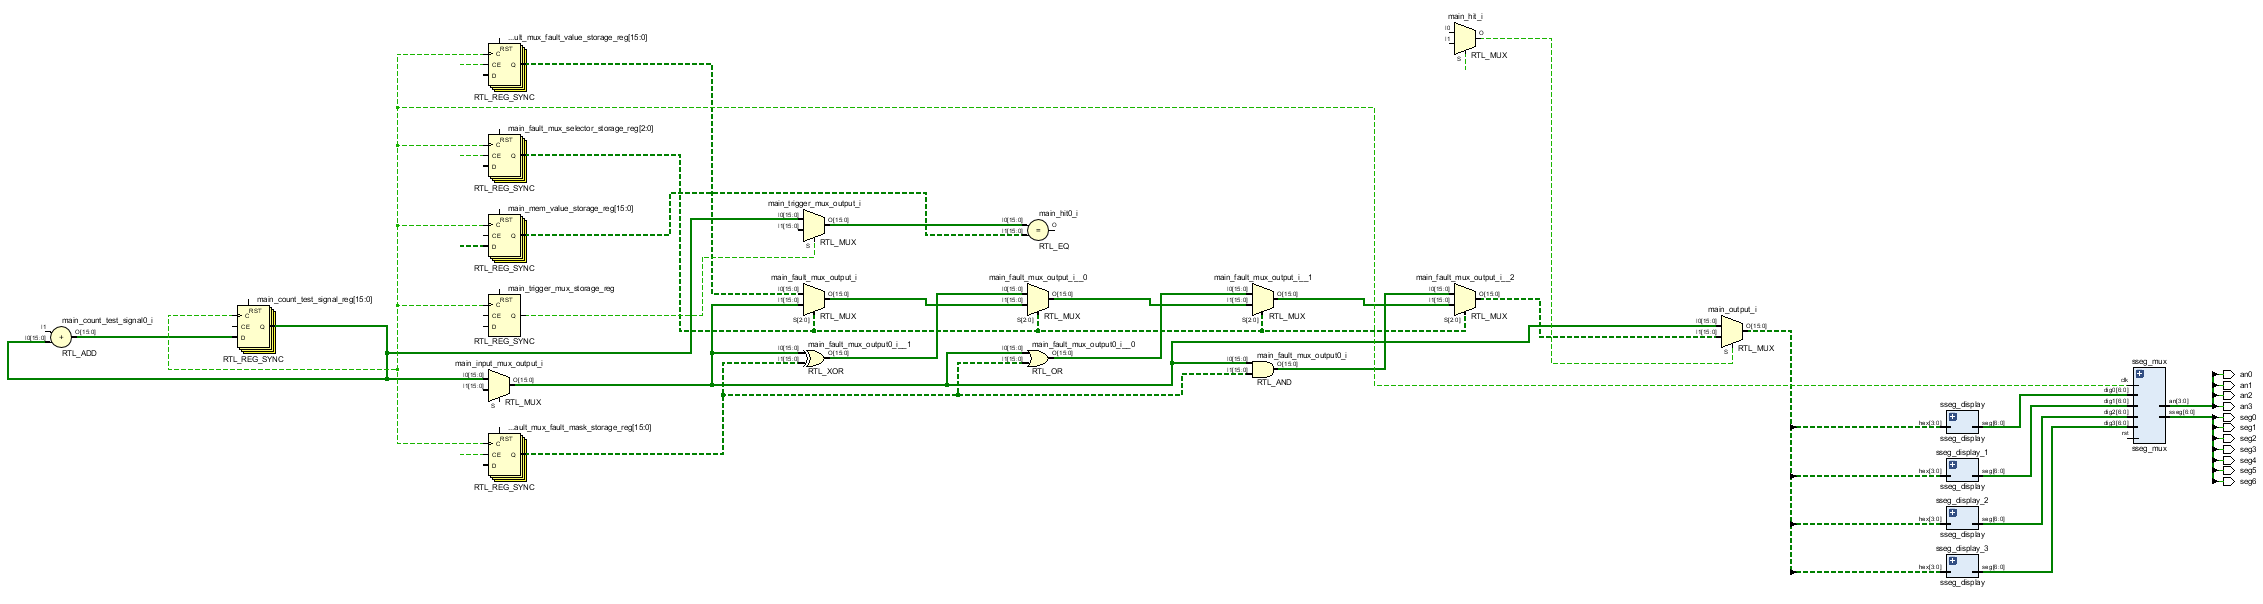 ...ult_mux_fault_value_storage_reg[15:0]
RST
C
CE
Q
D
RTL_REG_SYNC
main_hit_i
I0
I1
O
S
RTL_MUX
main_fault_mux_selector_storage_reg[2:0]
RST
C
CE
Q
D
RTL_REG_SYNC
main_mem_value_storage_reg[15:0]
RST
C
CE
Q
D
RTL_REG_SYNC
main_trigger_mux_output_i
I0[15:0]
I1[15:0]
O[15:0]
S
RTL_MUX
main_hit0_i
I0[15:0]
I1[15:0]
O
=
RTL_EQ
main_trigger_mux_storage_reg
RST
C
CE
Q
D
RTL_REG_SYNC
main_fault_mux_output_i
I0[15:0]
I1[15:0]
O[15:0]
S[2:0]
RTL_MUX
main_fault_mux_output_i__0
I0[15:0]
I1[15:0]
O[15:0]
S[2:0]
RTL_MUX
main_fault_mux_output_i__1
I0[15:0]
I1[15:0]
O[15:0]
S[2:0]
RTL_MUX
main_fault_mux_output_i__2
I0[15:0]
I1[15:0]
O[15:0]
S[2:0]
RTL_MUX
main_count_test_signal0_i
I1
I0[15:0]
+
O[15:0]
RTL_ADD
main_count_test_signal_reg[15:0]
RST
C
CE
Q
D
RTL_REG_SYNC
main_output_i
I0[15:0]
I1[15:0]
O[15:0]
S
RTL_MUX
main_input_mux_output_i
I0[15:0]
I1[15:0]
O[15:0]
S
RTL_MUX
main_fault_mux_output0_i__1
I0[15:0]
I1[15:0]
O[15:0]
RTL_XOR
main_fault_mux_output0_i__0
I0[15:0]
I1[15:0]
O[15:0]
RTL_OR
main_fault_mux_output0_i
I0[15:0]
I1[15:0]
O[15:0]
RTL_AND
...ault_mux_fault_mask_storage_reg[15:0]
RST
C
CE
Q
D
RTL_REG_SYNC
sseg_display
hex[3:0]
seg[6:0]
sseg_display
sseg_display_1
hex[3:0]
seg[6:0]
sseg_display
sseg_display_2
hex[3:0]
seg[6:0]
sseg_display
sseg_display_3
hex[3:0]
seg[6:0]
sseg_display
sseg_mux
clk
dig0[6:0]
dig1[6:0]
dig2[6:0]
dig3[6:0]
rst
an[3:0]
sseg[6:0]
sseg_mux
an0
an1
an2
an3
seg0
seg1
seg2
seg3
seg4
seg5
seg6